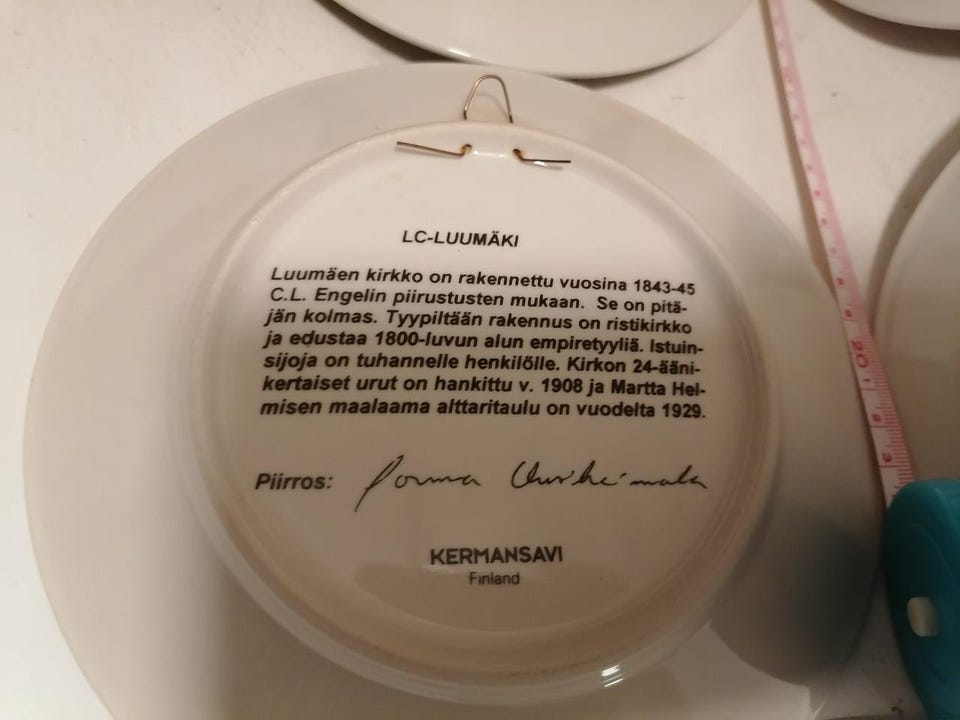 LC-LUUMÄKI
Luumäen kirkko on rakennettu vuosina 1843-45
C.L. Engelin piirustusten mukaan. Se on pitä-
jän kolmas. Tyypiltään rakennus on ristikirkko
ja edustaa 1800-luvun alun empiretyyliä. Istuin-
sijoja on tuhannelle henkilölle. Kirkon 24-ääni-
kertaiset urut on hankittu v. 1908 ja Martta Hel-
misen maalaama alttaritaulu on vuodelta 1929.
Piirros:
KERMANSAVI
Finland
20